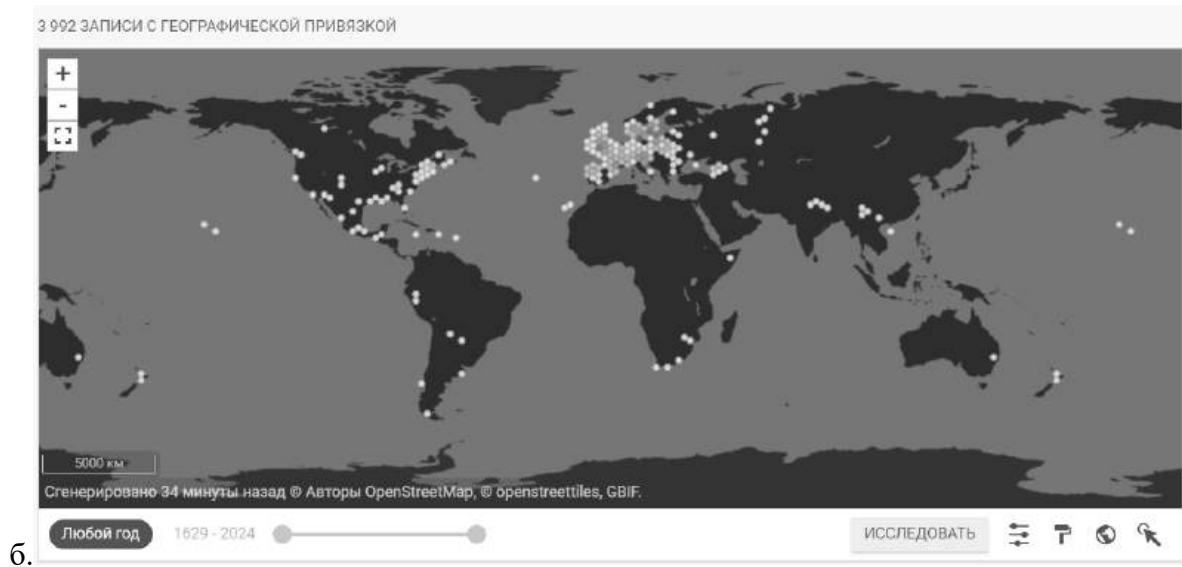 3 992 ЗАПИСИ С ГЕОГРАФИЧЕСКОЙ ПРИВЯЗКОЙ
+
-
5000 км
Сгенерировано 34 минуты назад © Авторы OpenStreetMap, © openstreettiles, GBIF.
Любой год 1629 - 2024 ИССЛЕДОВАТЬ
б.